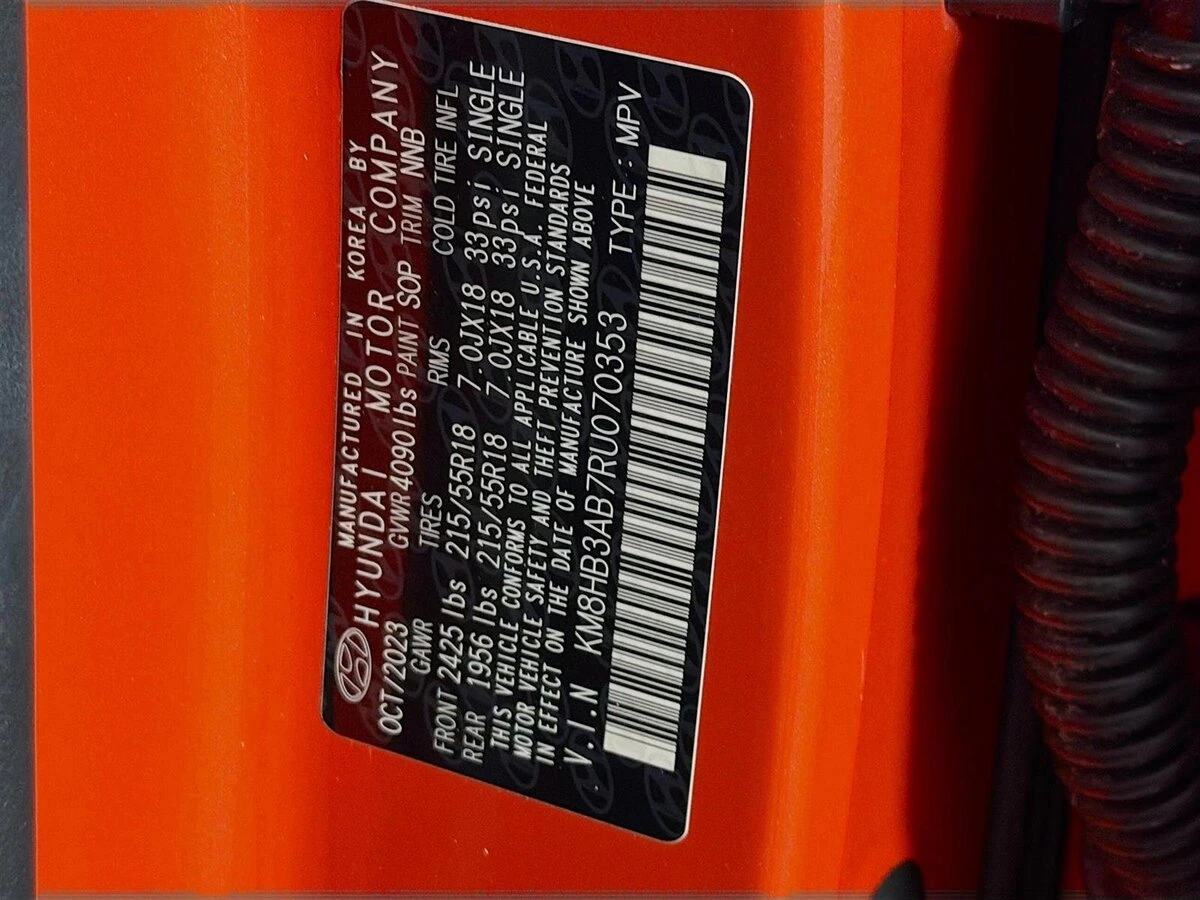 MANUFACTURED IN KOREA BY
HYUNDAI MOTOR COMPANY
OCT/2023 GVWR 4090 lbs PAINT SOP TRIM NNB
GAWR TIRES RIMS COLD TIRE INFL
FRONT 2425 lbs 215/55R18 7.0JX18 33psi SINGLE
REAR 1956 lbs 215/55R18 7.0JX18 33psi SINGLE
THIS VEHICLE CONFORMS TO ALL APPLICABLE U.S.A. FEDERAL
MOTOR VEHICLE SAFETY AND THEFT PREVENTION STANDARDS
IN EFFECT ON THE DATE OF MANUFACTURE SHOWN ABOVE
V.I.N KM8HB3AB7RU070353 TYPE : MPV